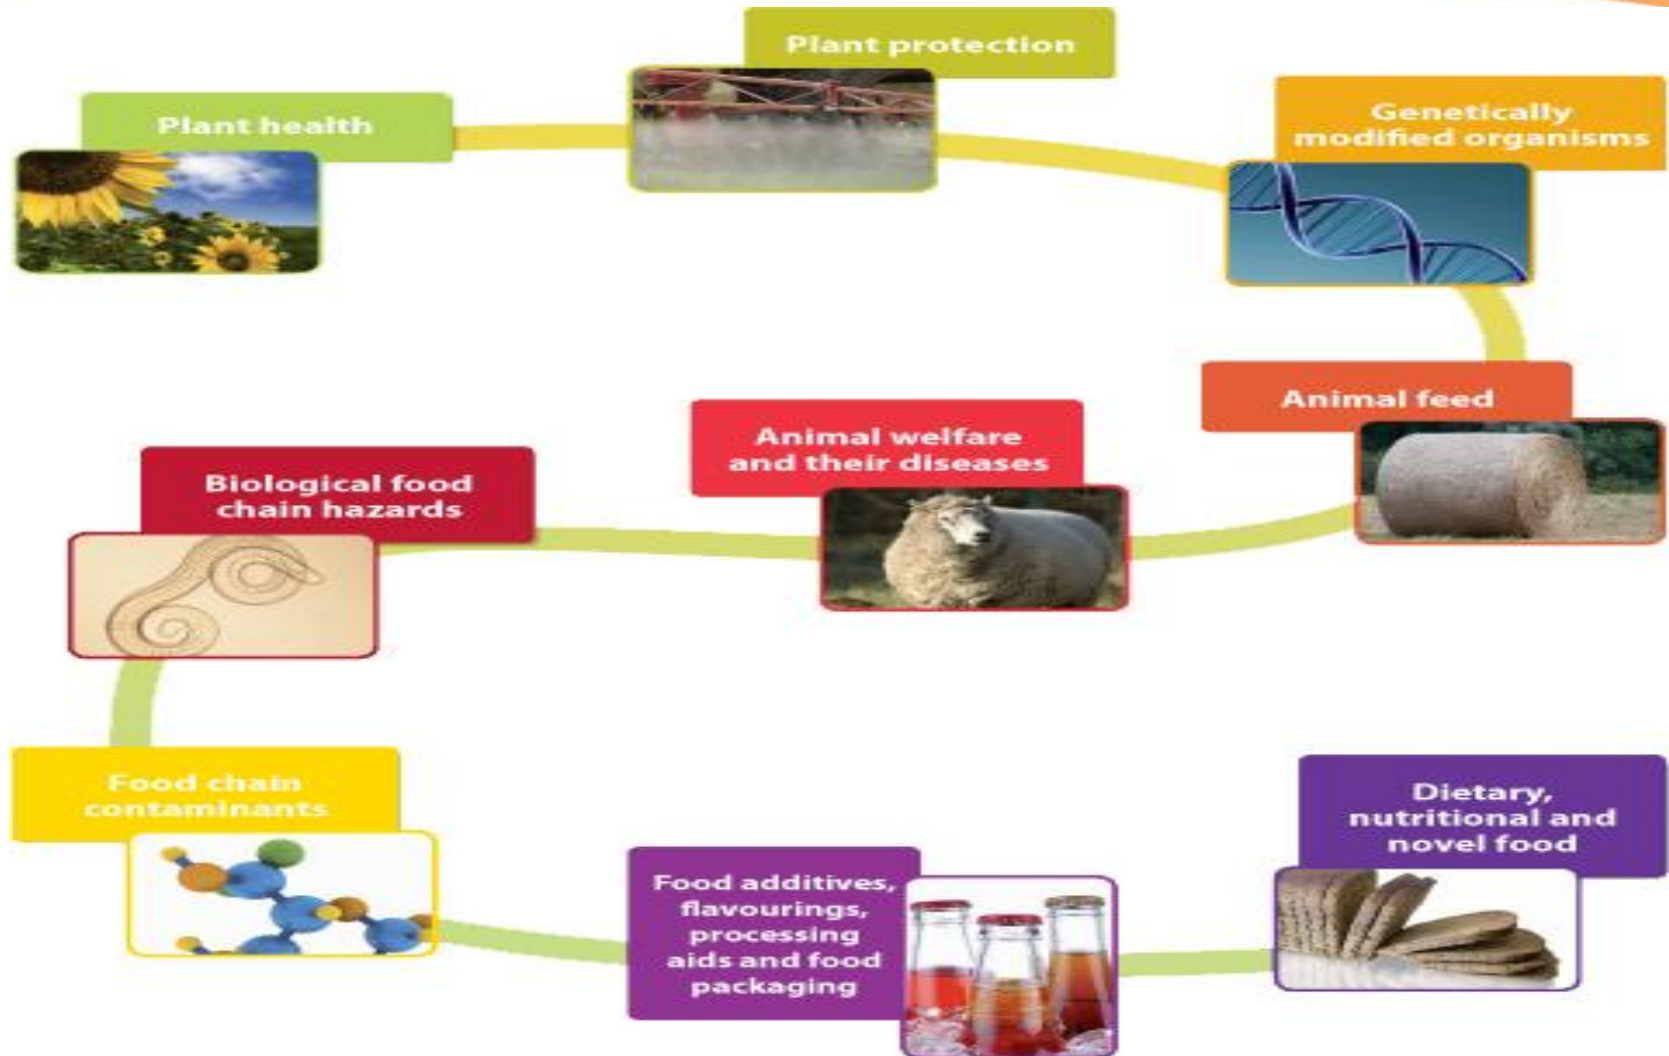 Plant protection
Plant health
Genetically
modified organisms
Animal feed
Animal welfare
and their diseases
Biological food
chain hazards
Food chain
contaminants
Food additives,
flavourings,
processing
aids and food
packaging
Dietary,
nutritional and
novel food